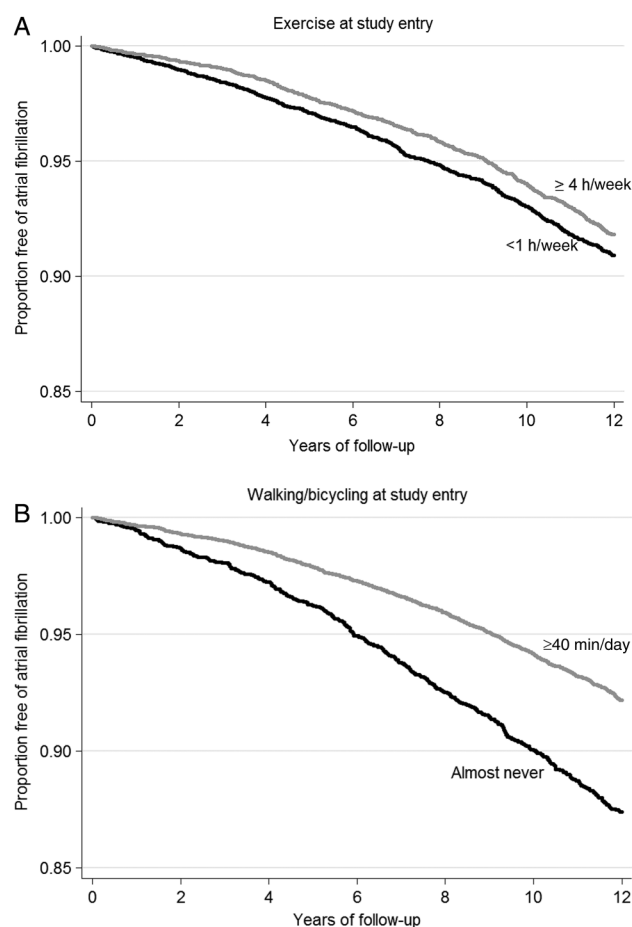 A
Exercise at study entry
1.00
0.95
0.90
0.85
Proportion free of atrial fibrillation
≥ 4 h/week
<1 h/week
0 2 4 6 8 10 12
Years of follow-up
B
Walking/bicycling at study entry
1.00
0.95
0.90
0.85
Proportion free of atrial fibrillation
≥40 min/day
Almost never
0 2 4 6 8 10 12
Years of follow-up